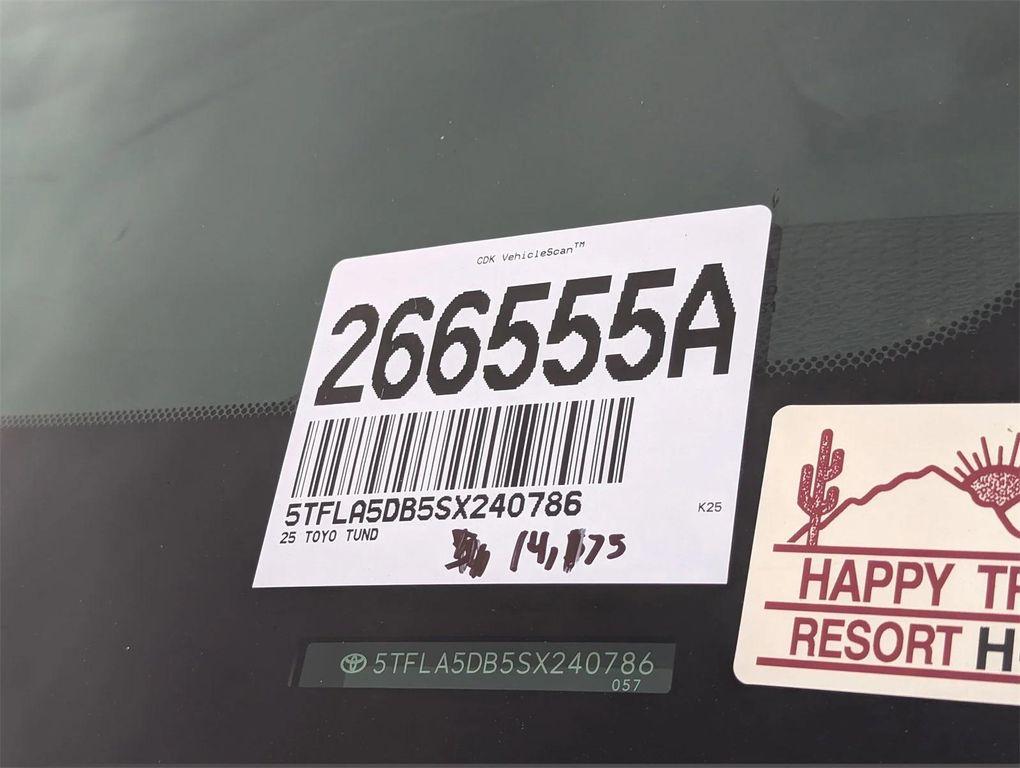 CDK VehicleScan™
266555A
5TFLA5DB5SX240786
K25
25 TOYO TUND
5TFLA5DB5SX240786
057
HAPPY
RESORT